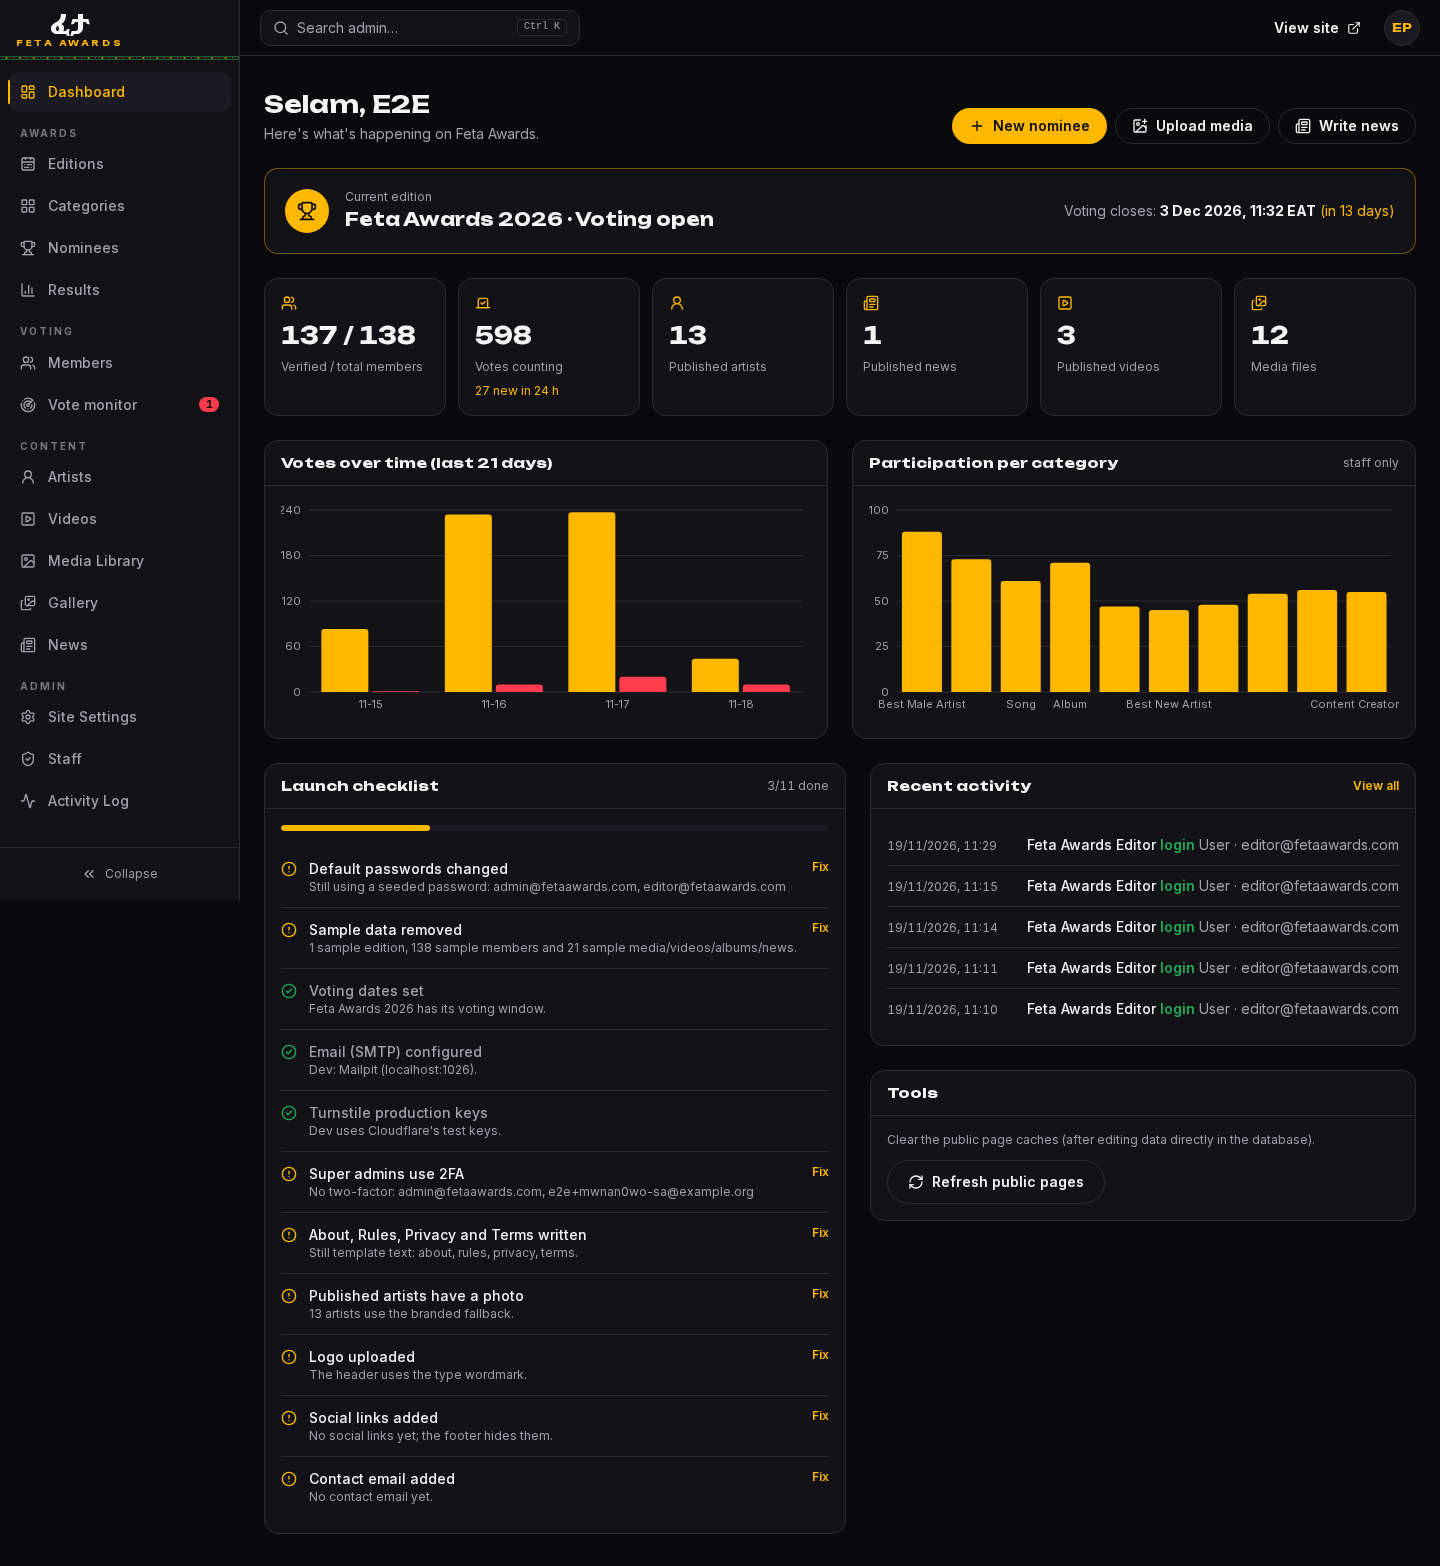 ፈታ
FETA AWARDS
Search admin…
Ctrl K
View site
EP
Dashboard
AWARDS
Editions
Categories
Nominees
Results
VOTING
Members
Vote monitor
1
CONTENT
Artists
Videos
Media Library
Gallery
News
ADMIN
Site Settings
Staff
Activity Log
Collapse
Selam, E2E
Here's what's happening on Feta Awards.
New nominee
Upload media
Write news
Current edition
Feta Awards 2026 · Voting open
Voting closes: 3 Dec 2026, 11:32 EAT (in 13 days)
137 / 138
Verified / total members
598
Votes counting
27 new in 24 h
13
Published artists
1
Published news
3
Published videos
12
Media files
Votes over time (last 21 days)
240
180
120
60
0
11-15
11-16
11-17
11-18
Participation per category
staff only
100
75
50
25
0
Best Male Artist
Song
Album
Best New Artist
Content Creator
Launch checklist
3/11 done
Default passwords changed
Fix
Still using a seeded password: admin@fetaawards.com, editor@fetaawards.com
Sample data removed
Fix
1 sample edition, 138 sample members and 21 sample media/videos/albums/news.
Voting dates set
Feta Awards 2026 has its voting window.
Email (SMTP) configured
Dev: Mailpit (localhost:1026).
Turnstile production keys
Dev uses Cloudflare's test keys.
Super admins use 2FA
Fix
No two-factor: admin@fetaawards.com, e2e+mwnan0wo-sa@example.org
About, Rules, Privacy and Terms written
Fix
Still template text: about, rules, privacy, terms.
Published artists have a photo
Fix
13 artists use the branded fallback.
Logo uploaded
Fix
The header uses the type wordmark.
Social links added
Fix
No social links yet; the footer hides them.
Contact email added
Fix
No contact email yet.
Recent activity
View all
19/11/2026, 11:29 Feta Awards Editor login User · editor@fetaawards.com
19/11/2026, 11:15 Feta Awards Editor login User · editor@fetaawards.com
19/11/2026, 11:14 Feta Awards Editor login User · editor@fetaawards.com
19/11/2026, 11:11 Feta Awards Editor login User · editor@fetaawards.com
19/11/2026, 11:10 Feta Awards Editor login User · editor@fetaawards.com
Tools
Clear the public page caches (after editing data directly in the database).
Refresh public pages